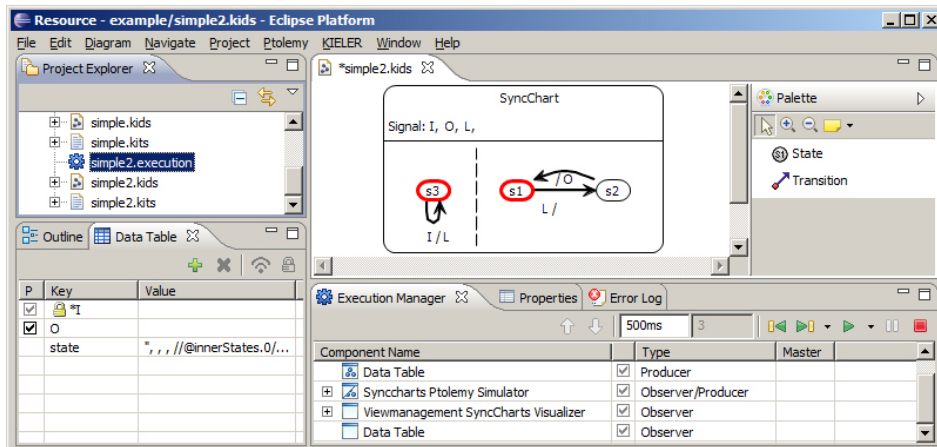 Resource - example/simple2.kids - Eclipse Platform
File Edit Diagram Navigate Project Ptolemy KIELER Window Help
Project Explorer
simple.kids
simple.kits
simple2.execution
simple2.kids
simple2.kits
*simple2.kids
SyncChart
Signal: I, O, L,
s3
I / L
s1
/ O
s2
L /
Palette
State
Transition
Outline Data Table
P Key Value
*I
O
state ", , , //@innerStates.0/...
Execution Manager Properties Error Log
500ms 3
Component Name Type Master
Data Table Producer
Synccharts Ptolemy Simulator Observer/Producer
Viewmanagement SyncCharts Visualizer Observer
Data Table Observer